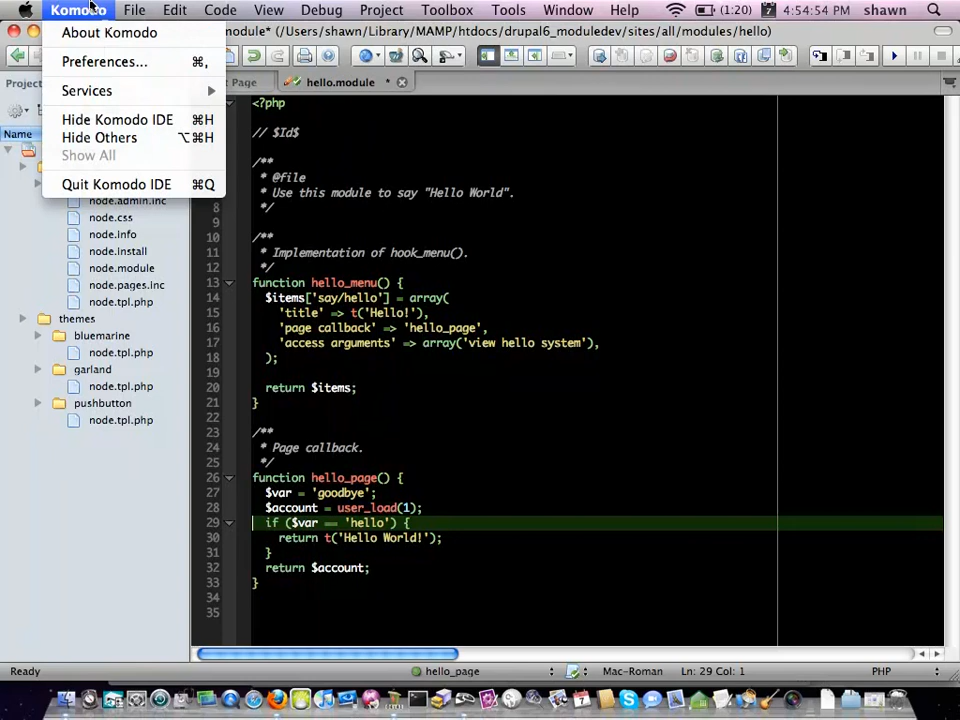 Komodo File Edit Code View Debug Project Toolbox Tools Window Help (1:20) 7 4:54:54 PM shawn
module* (/Users/shawn/Library/MAMP/htdocs/drupal6_moduledev/sites/all/modules/hello)
About Komodo
Preferences... ⌘,
Services
Hide Komodo IDE ⌘H
Hide Others ⌥⌘H
Show All
Quit Komodo IDE ⌘Q
Page hello.module *
Project
Name
node.admin.inc
node.css
node.info
node.install
node.module
node.pages.inc
node.tpl.php
themes
bluemarine
node.tpl.php
garland
node.tpl.php
pushbutton
node.tpl.php
<?php
// $Id$
/**
* @file
* Use this module to say "Hello World".
8 */
9
10 /**
11 * Implementation of hook_menu().
12 */
13 function hello_menu() {
14 $items['say/hello'] = array(
15 'title' => t('Hello!'),
16 'page callback' => 'hello_page',
17 'access arguments' => array('view hello system'),
18 );
19
20 return $items;
21 }
22
23 /**
24 * Page callback.
25 */
26 function hello_page() {
27 $var = 'goodbye';
28 $account = user_load(1);
29 if ($var == 'hello') {
30 return t('Hello World!');
31 }
32 return $account;
33 }
34
35
Ready hello_page Mac-Roman Ln: 29 Col: 1 PHP